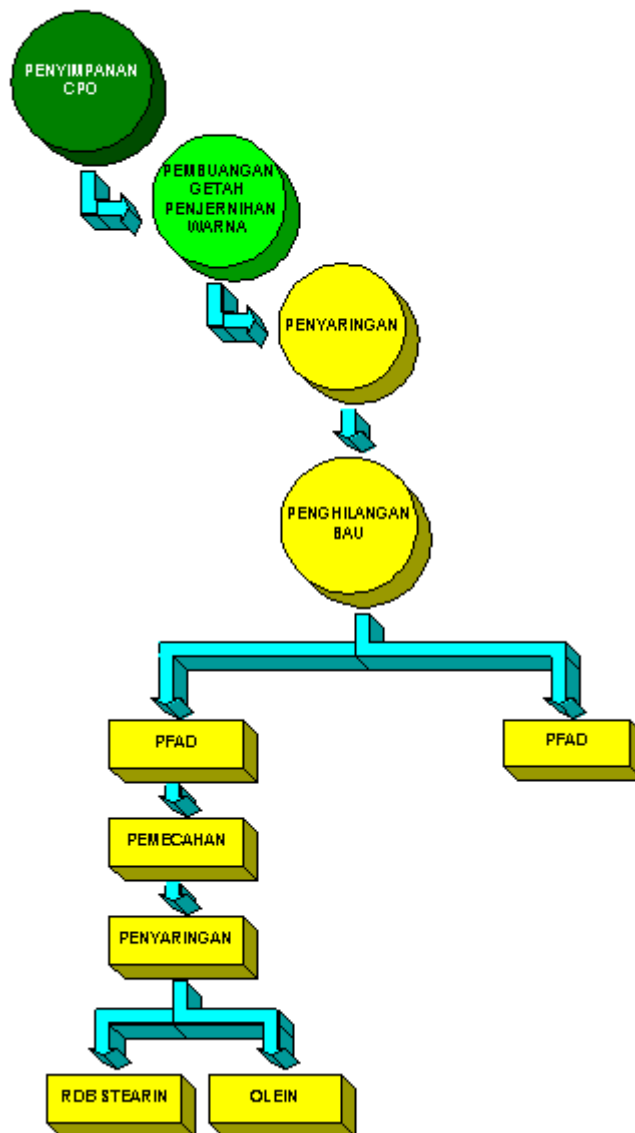 PENYIMPANAN
CPO
PEMBUANGAN
GETAH
PENJERNIHAN
WARNA
PENYARINGAN
PENGHILANGAN
BAU
PFAD
PFAD
PEMECAHAN
PENYARINGAN
RDB STEARIN
OLEIN